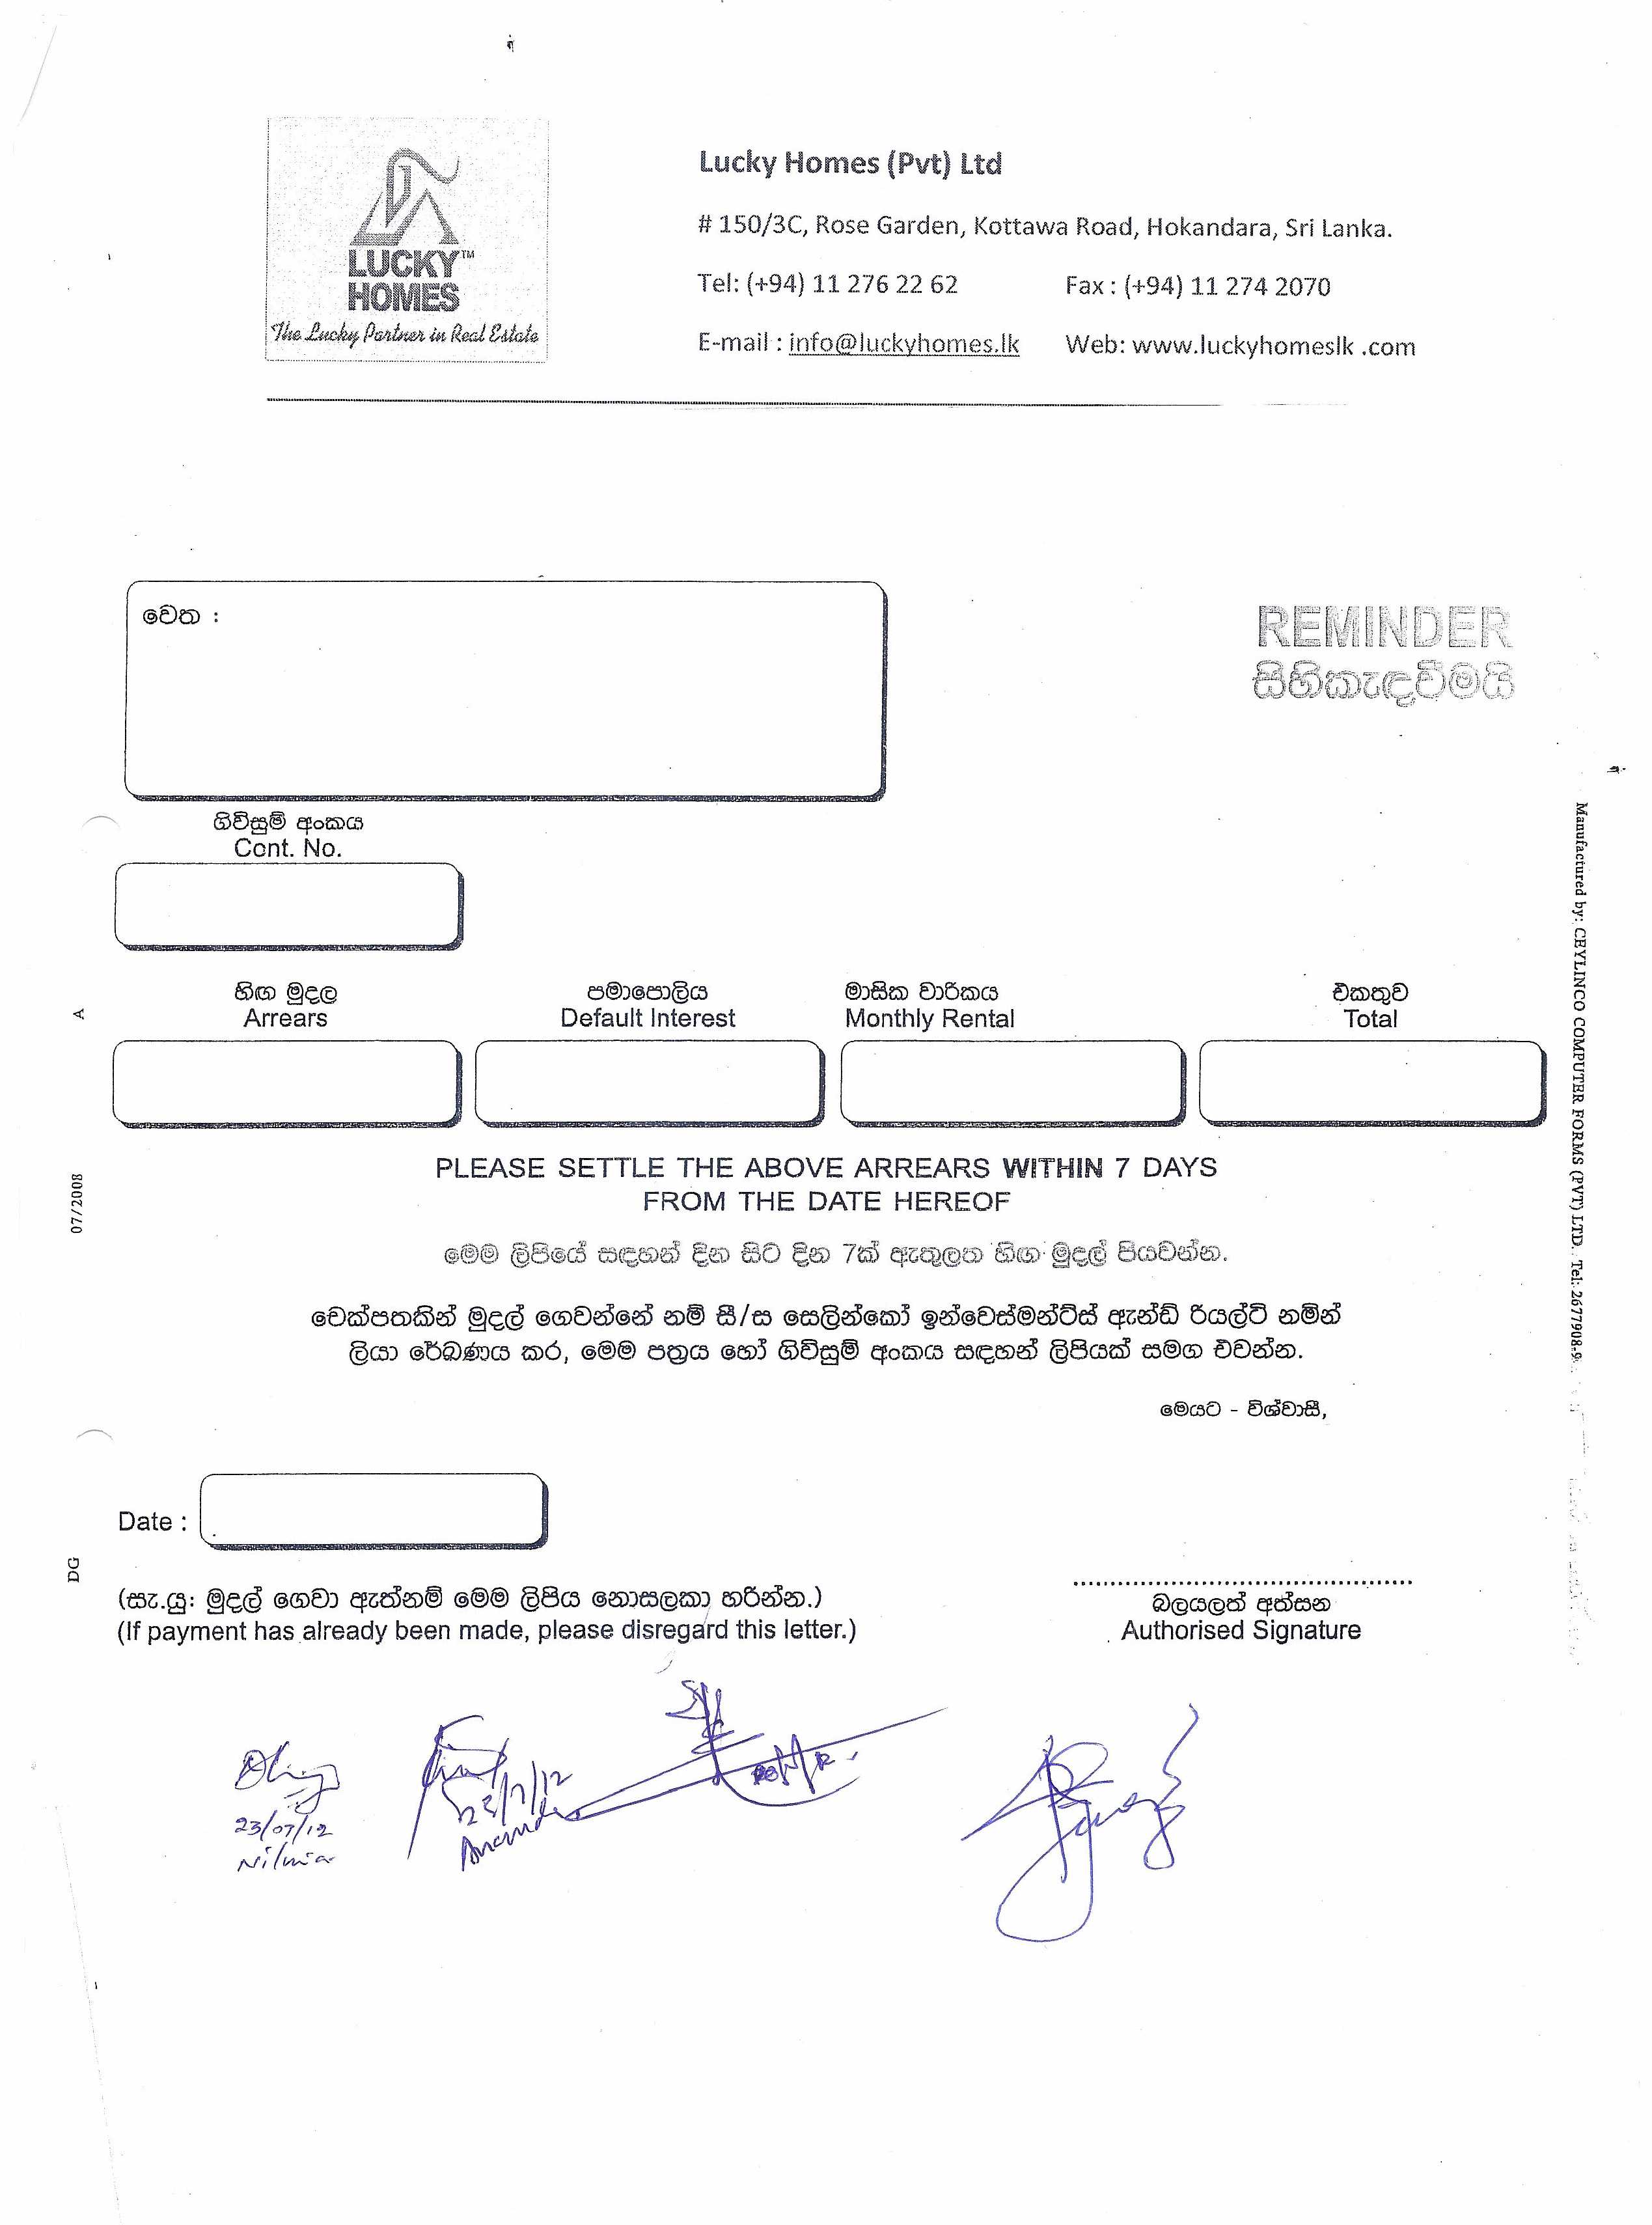 LUCKY™
HOMES
The Lucky Partner in Real Estate
Lucky Homes (Pvt) Ltd
# 150/3C, Rose Garden, Kottawa Road, Hokandara, Sri Lanka.
Tel: (+94) 11 276 22 62 Fax : (+94) 11 274 2070
E-mail : info@luckyhomes.lk Web: www.luckyhomeslk .com
වෙත :
REMINDER
සිහිකැඳවීමයි
ගිවිසුම් අංකය
Cont. No.
හිඟ මුදල පමාපොලිය මාසික වාරිකය එකතුව
Arrears Default Interest Monthly Rental Total
PLEASE SETTLE THE ABOVE ARREARS WITHIN 7 DAYS
FROM THE DATE HEREOF
මෙම ලිපියේ සඳහන් දින සිට දින 7ක් ඇතුලත හිඟ මුදල් පියවන්න.
චෙක්පතකින් මුදල් ගෙවන්නේ නම් සී/ස සෙලින්කෝ ඉන්වෙස්මන්ට්ස් ඇන්ඩ් රියල්ටි නමින්
ලියා රේඛණය කර, මෙම පත්‍රය හෝ ගිවිසුම් අංකය සඳහන් ලිපියක් සමග එවන්න.
මෙයට - විශ්වාසී,
Date :
(සැ.යු: මුදල් ගෙවා ඇත්නම් මෙම ලිපිය නොසලකා හරින්න.)
(If payment has already been made, please disregard this letter.)
බලයලත් අත්සන
Authorised Signature
23/07/12
Nilmia
A
07/2008
DG
Manufactured by: CEYLINCO COMPUTER FORMS (PVT) LTD. Tel: 2677908-9